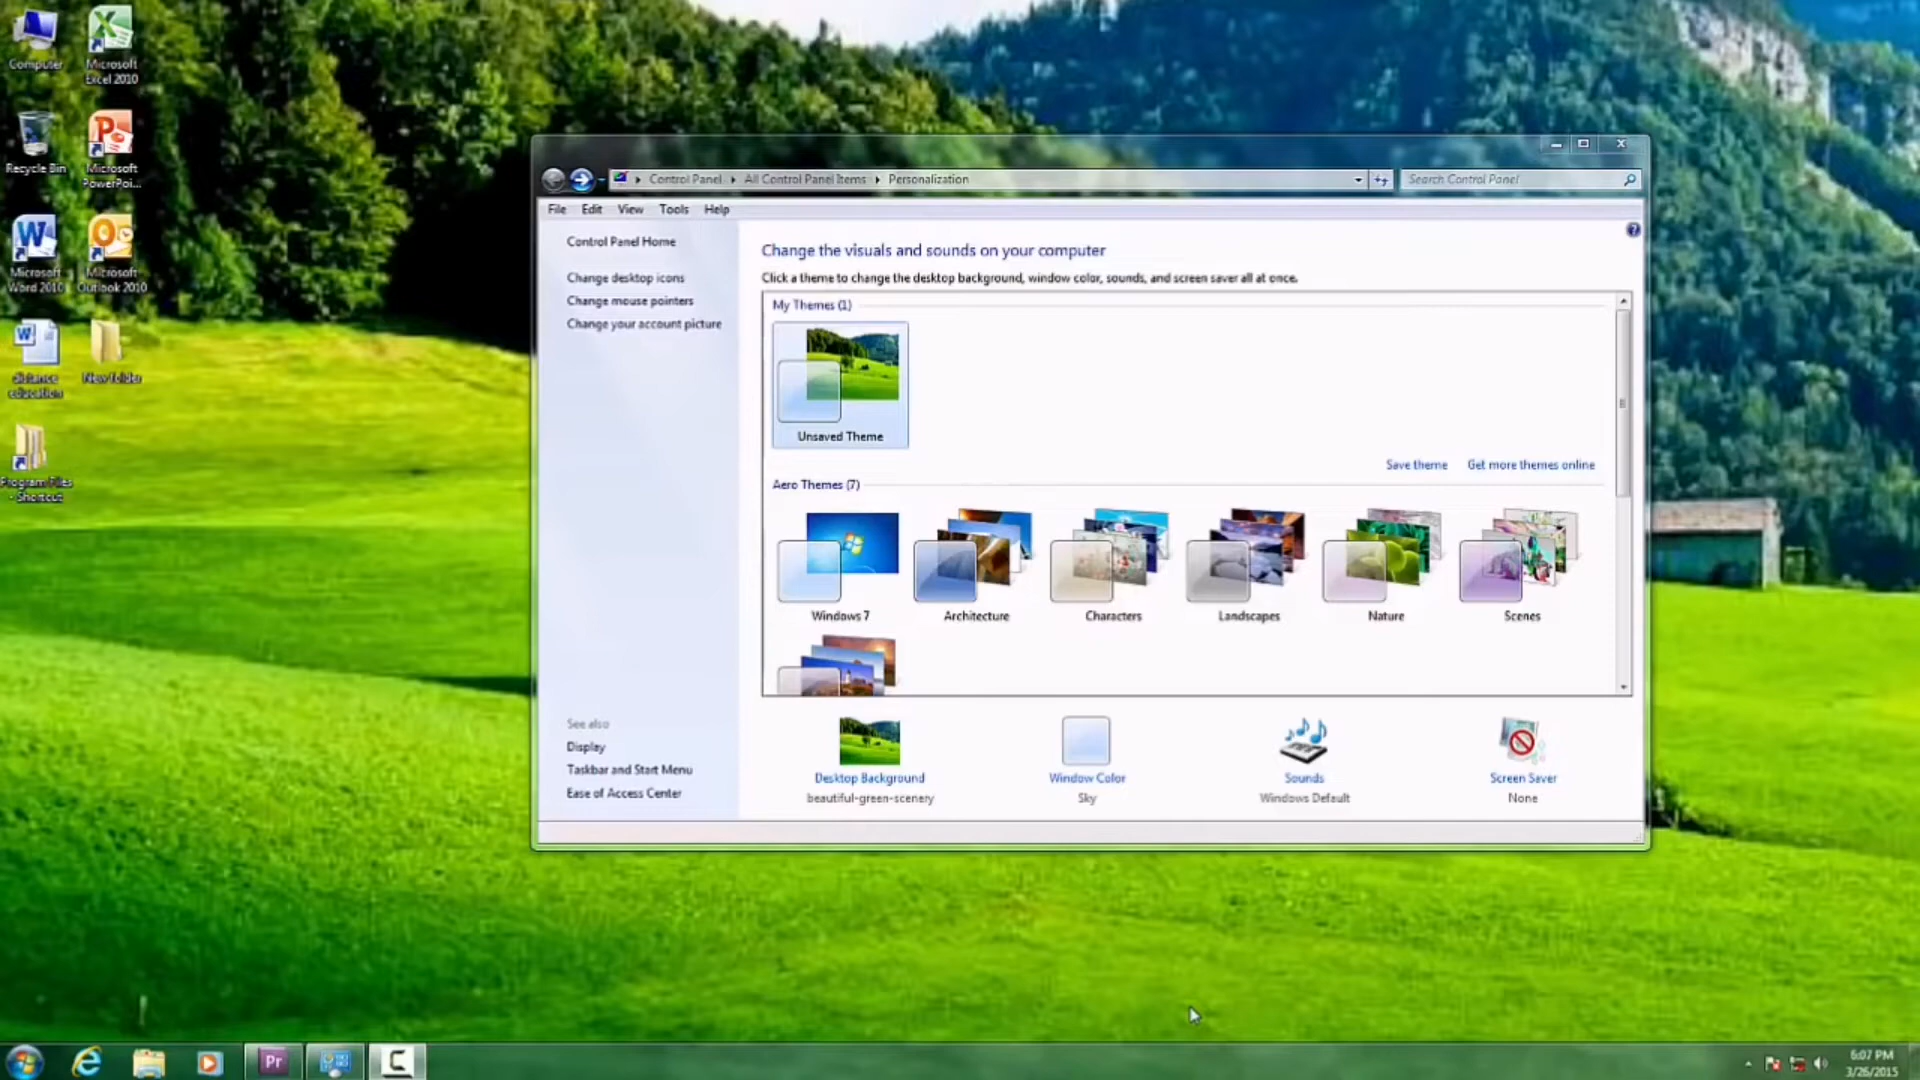 Computer
Microsoft
Excel 2010
Recycle Bin
Microsoft
PowerPoi...
Microsoft
Word 2010
Microsoft
Outlook 2010
distance
education
New folder
Program Files
- Shortcut
Control Panel
All Control Panel Items
Personalization
Search Control Panel
File Edit View Tools Help
Control Panel Home
Change desktop icons
Change mouse pointers
Change your account picture
See also
Display
Taskbar and Start Menu
Ease of Access Center
Change the visuals and sounds on your computer
Click a theme to change the desktop background, window color, sounds, and screen saver all at once.
My Themes (1)
Unsaved Theme
Save theme
Get more themes online
Aero Themes (7)
Windows 7
Architecture
Characters
Landscapes
Nature
Scenes
Desktop Background
beautiful-green-scenery
Window Color
Sky
Sounds
Windows Default
Screen Saver
None
Pr
6:07 PM
3/26/2015